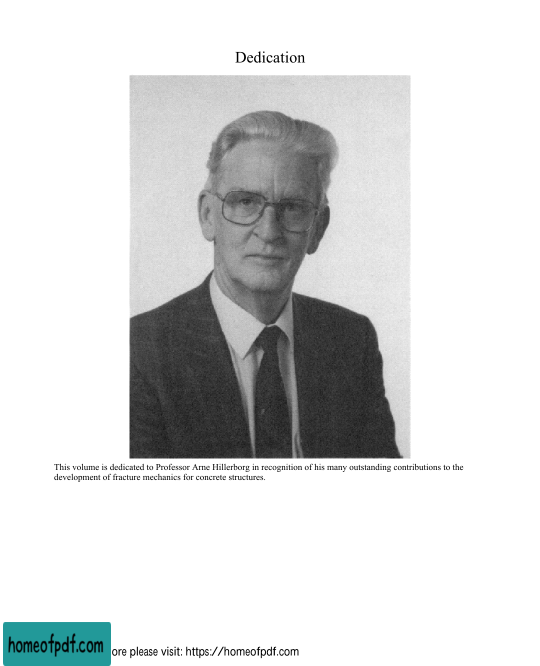 Dedication
This volume is dedicated to Professor Arne Hillerborg in recognition of his many outstanding contributions to the
development of fracture mechanics for concrete structures.
homeofpdf.com
ore please visit: https://homeofpdf.com